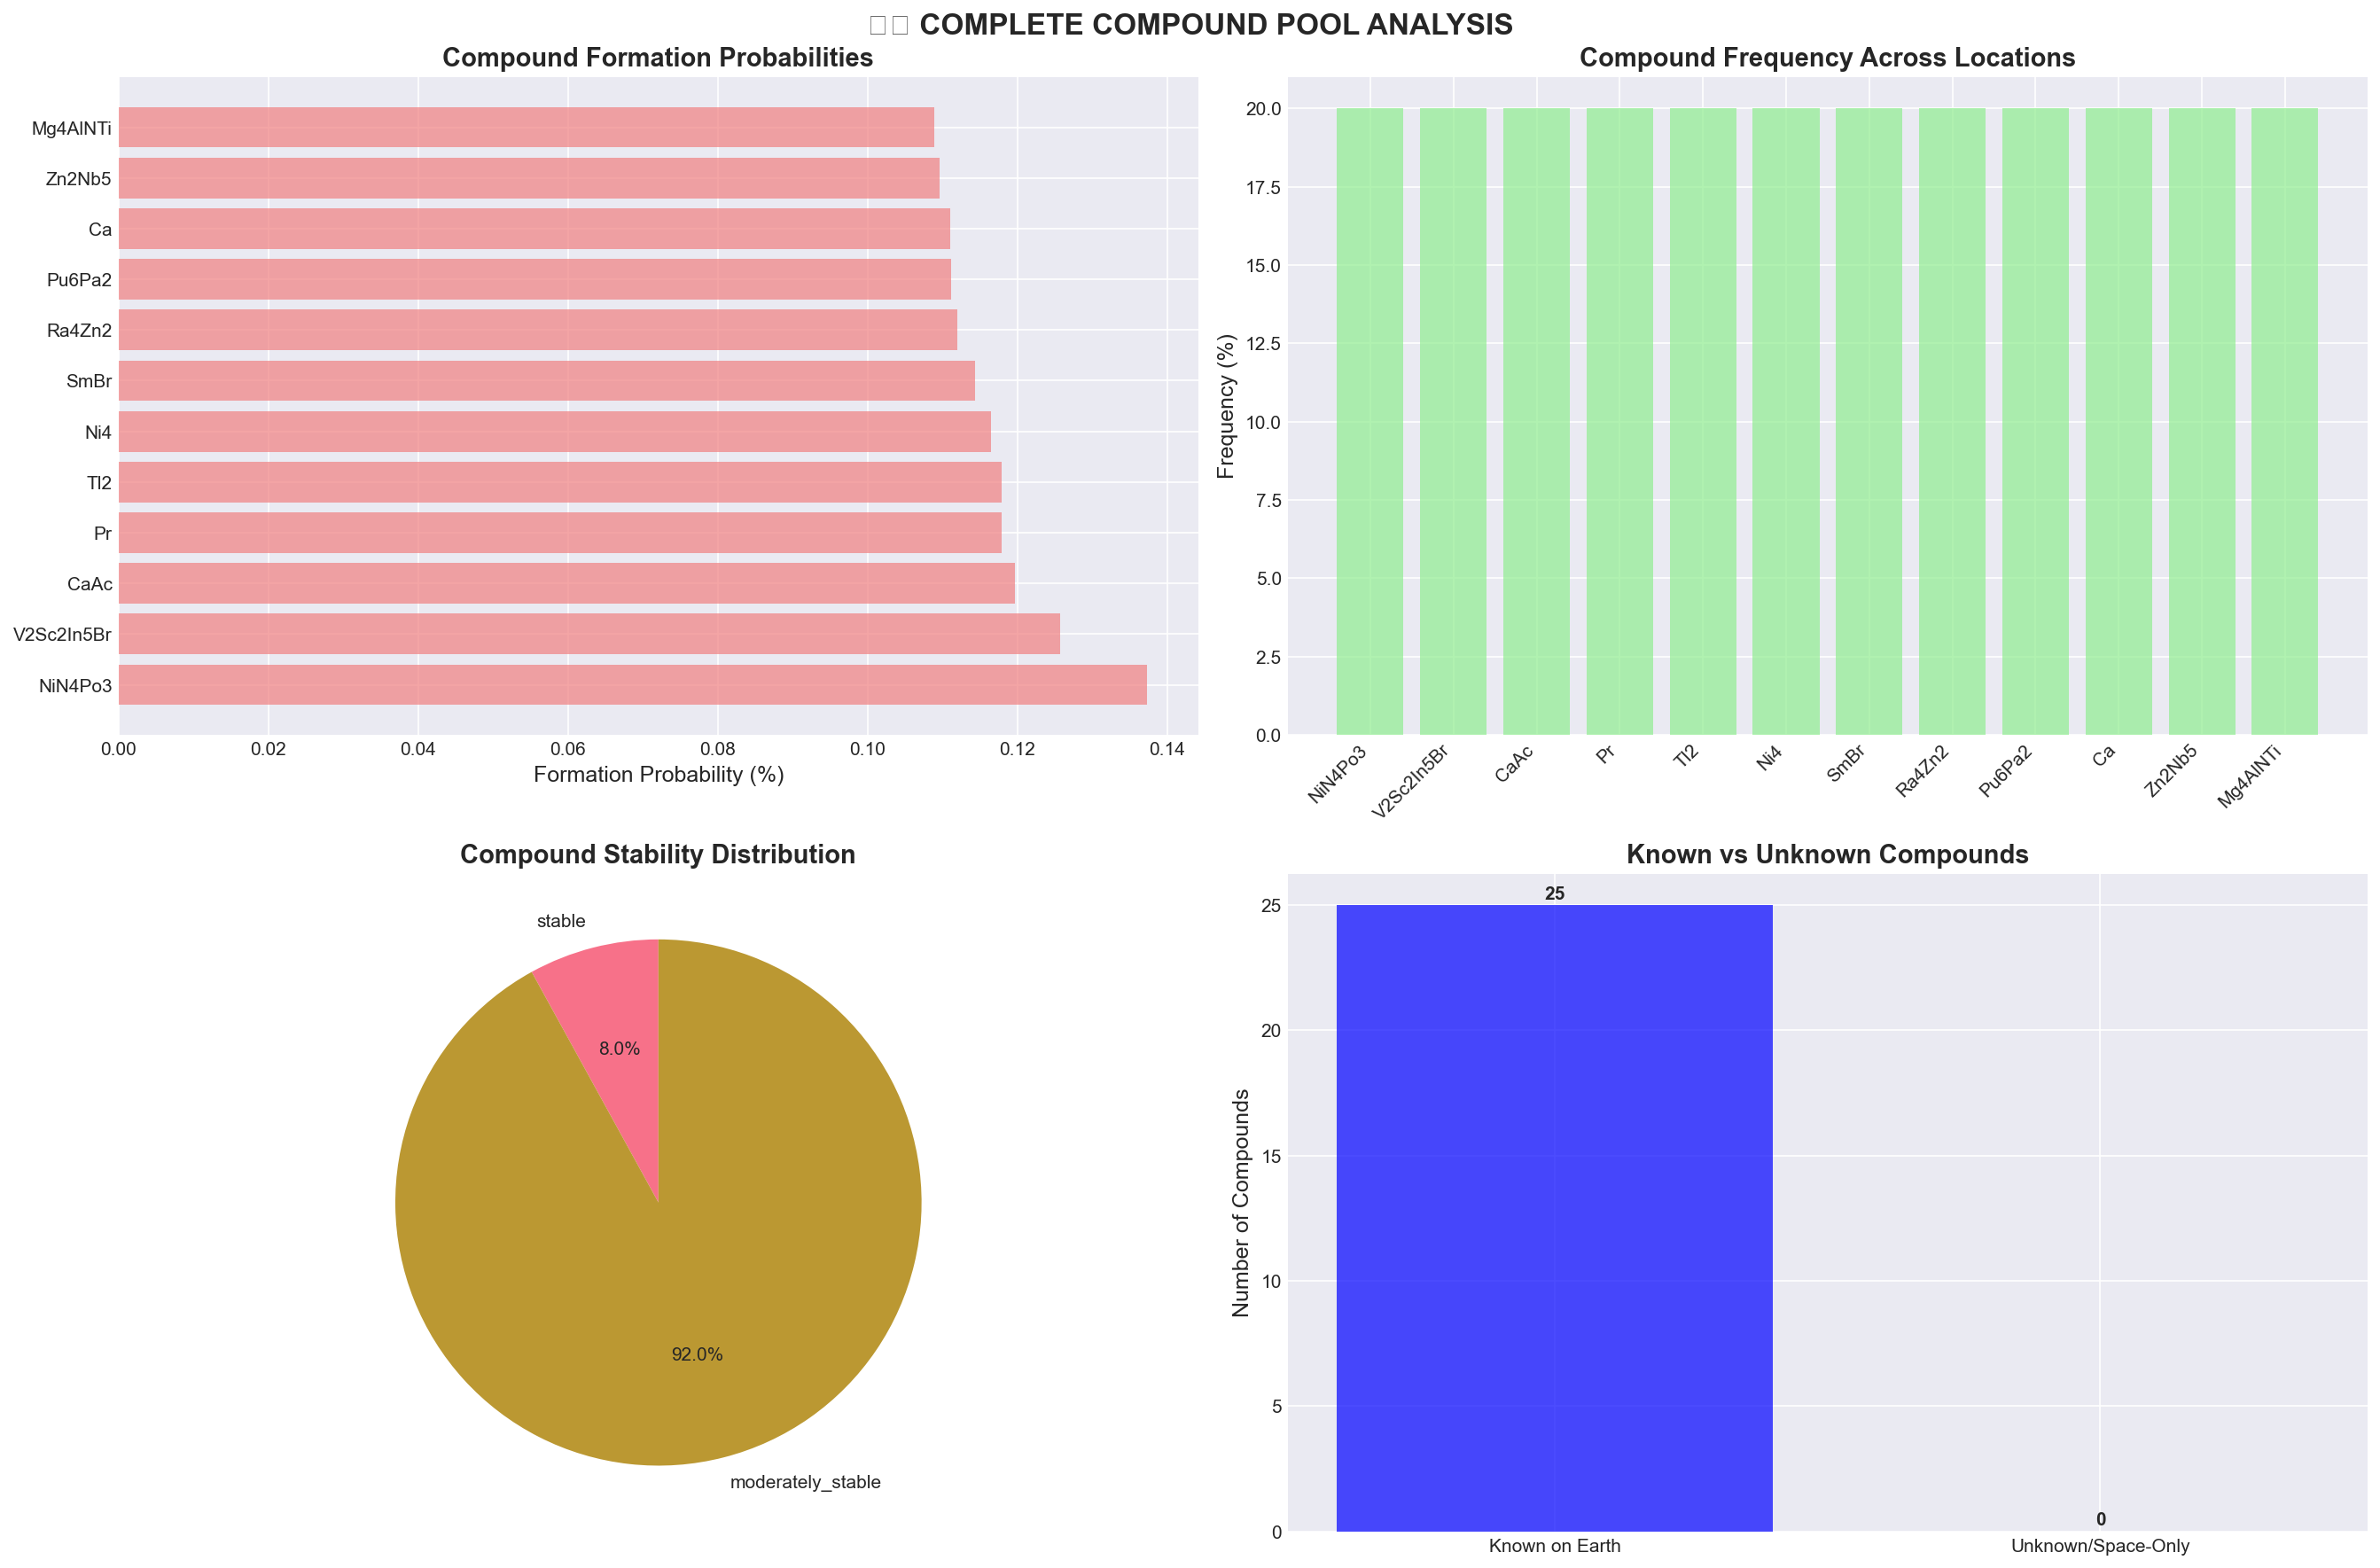 COMPLETE COMPOUND POOL ANALYSIS
Compound Formation Probabilities
Mg4AlNTi
Zn2Nb5
Ca
Pu6Pa2
Ra4Zn2
SmBr
Ni4
Tl2
Pr
CaAc
V2Sc2In5Br
NiN4Po3
0.00 0.02 0.04 0.06 0.08 0.10 0.12 0.14
Formation Probability (%)
Compound Frequency Across Locations
Frequency (%)
20.0
17.5
15.0
12.5
10.0
7.5
5.0
2.5
0.0
NiN4Po3 V2Sc2In5Br CaAc Pr Tl2 Ni4 SmBr Ra4Zn2 Pu6Pa2 Ca Zn2Nb5 Mg4AlNTi
Compound Stability Distribution
stable
8.0%
92.0%
moderately_stable
Known vs Unknown Compounds
Number of Compounds
25
20
15
10
5
0
25
0
Known on Earth Unknown/Space-Only